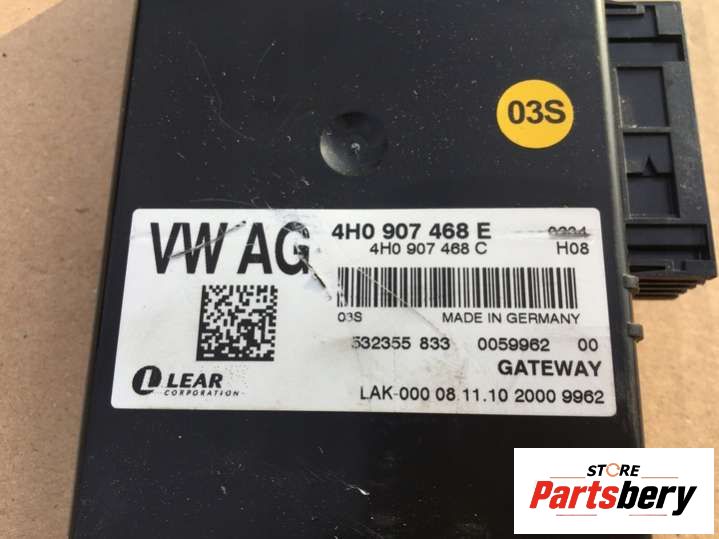 03S
VW AG
4H0 907 468 E
4H0 907 468 C
H08
03S
MADE IN GERMANY
532355 833 0059962 00
GATEWAY
LEAR
CORPORATION
LAK-000 08.11.10 2000 9962
STORE
Partsbery